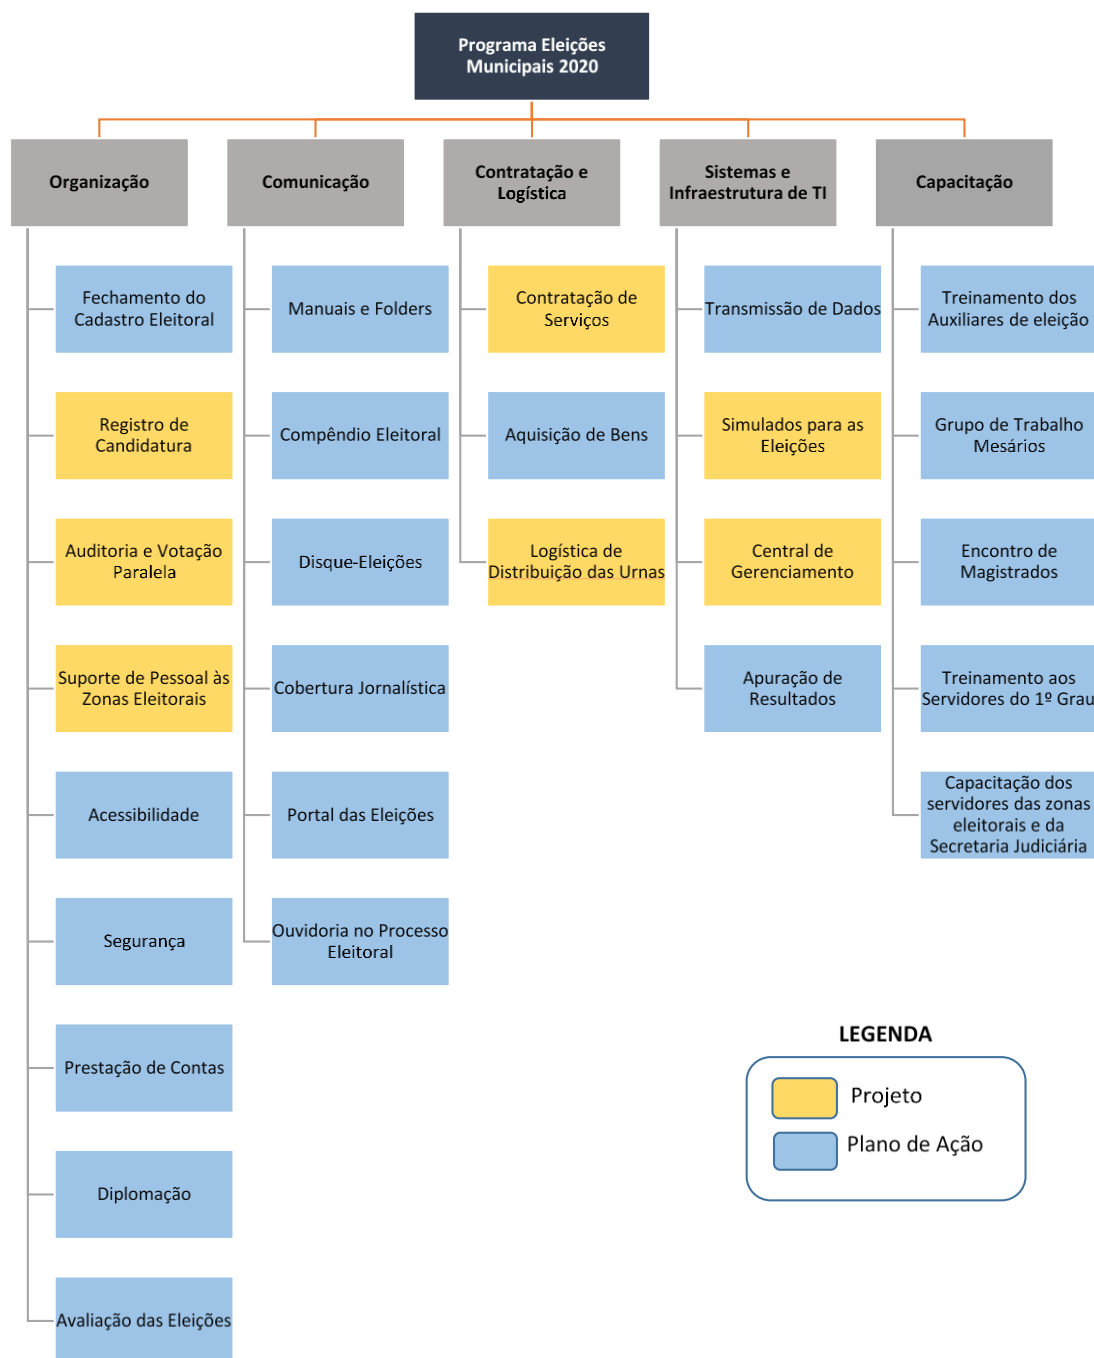 Programa Eleições
Municipais 2020
Organização
Comunicação
Contratação e
Logística
Sistemas e
Infraestrutura de TI
Capacitação
Fechamento do
Cadastro Eleitoral
Registro de
Candidatura
Auditoria e Votação
Paralela
Suporte de Pessoal às
Zonas Eleitorais
Acessibilidade
Segurança
Prestação de Contas
Diplomação
Avaliação das Eleições
Manuais e Folders
Compêndio Eleitoral
Disque-Eleições
Cobertura Jornalística
Portal das Eleições
Ouvidoria no Processo
Eleitoral
Contratação de
Serviços
Aquisição de Bens
Logística de
Distribuição das Urnas
Transmissão de Dados
Simulados para as
Eleições
Central de
Gerenciamento
Apuração de
Resultados
Treinamento dos
Auxiliares de eleição
Grupo de Trabalho
Mesários
Encontro de
Magistrados
Treinamento aos
Servidores do 1º Grau
Capacitação dos
servidores das zonas
eleitorais e da
Secretaria Judiciária
LEGENDA
Projeto
Plano de Ação